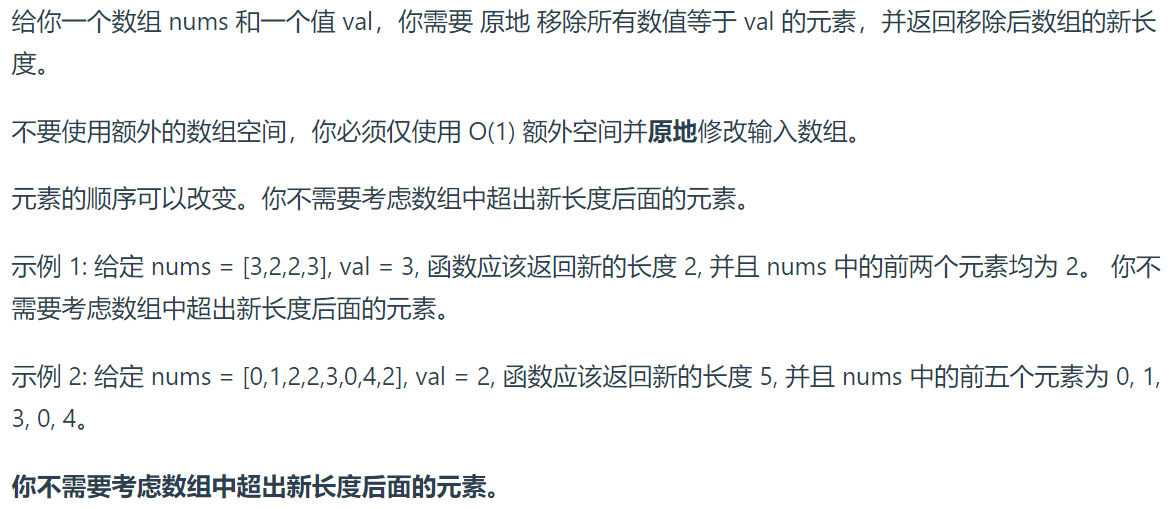 给你一个数组 nums 和一个值 val，你需要 原地 移除所有数值等于 val 的元素，并返回移除后数组的新长
度。
不要使用额外的数组空间，你必须仅使用 O(1) 额外空间并原地修改输入数组。
元素的顺序可以改变。你不需要考虑数组中超出新长度后面的元素。
示例 1: 给定 nums = [3,2,2,3], val = 3, 函数应该返回新的长度 2, 并且 nums 中的前两个元素均为 2。 你不
需要考虑数组中超出新长度后面的元素。
示例 2: 给定 nums = [0,1,2,2,3,0,4,2], val = 2, 函数应该返回新的长度 5, 并且 nums 中的前五个元素为 0, 1,
3, 0, 4。
你不需要考虑数组中超出新长度后面的元素。